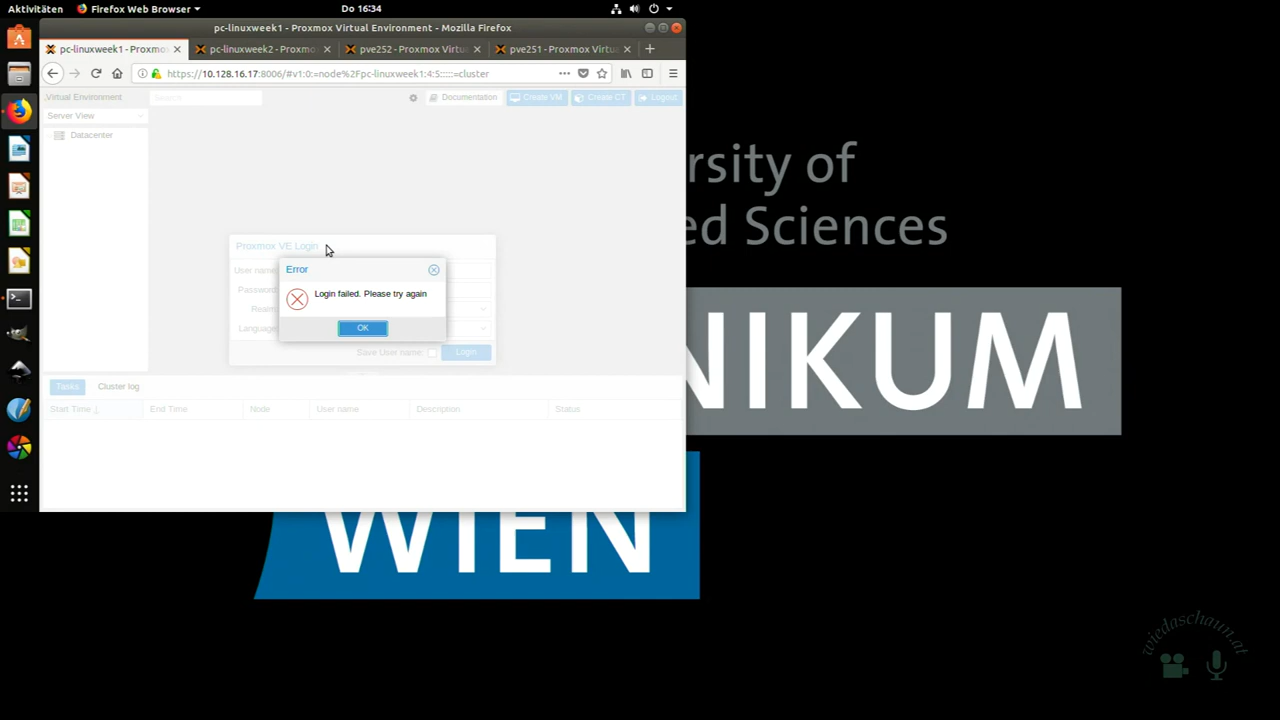 Aktivitäten
Firefox Web Browser
Do 16:34
pc-linuxweek1 - Proxmox Virtual Environment - Mozilla Firefox
pc-linuxweek1 - Proxmo
pc-linuxweek2 - Proxmo
pve252 - Proxmox Virtu
pve251 - Proxmox Virtu
https://10.128.16.17:8006/#v1:0:=node%2Fpc-linuxweek1:4:5:::::=cluster
Virtual Environment
Search
Documentation
Create VM
Create CT
Logout
Server View
Datacenter
Proxmox VE Login
User name
Password
Realm
Language
Error
Login failed. Please try again
OK
Save User name:
Login
Tasks
Cluster log
Start Time
End Time
Node
User name
Description
Status
rsity of
ed Sciences
NIKUM
WIEN
wiedaschaun.at